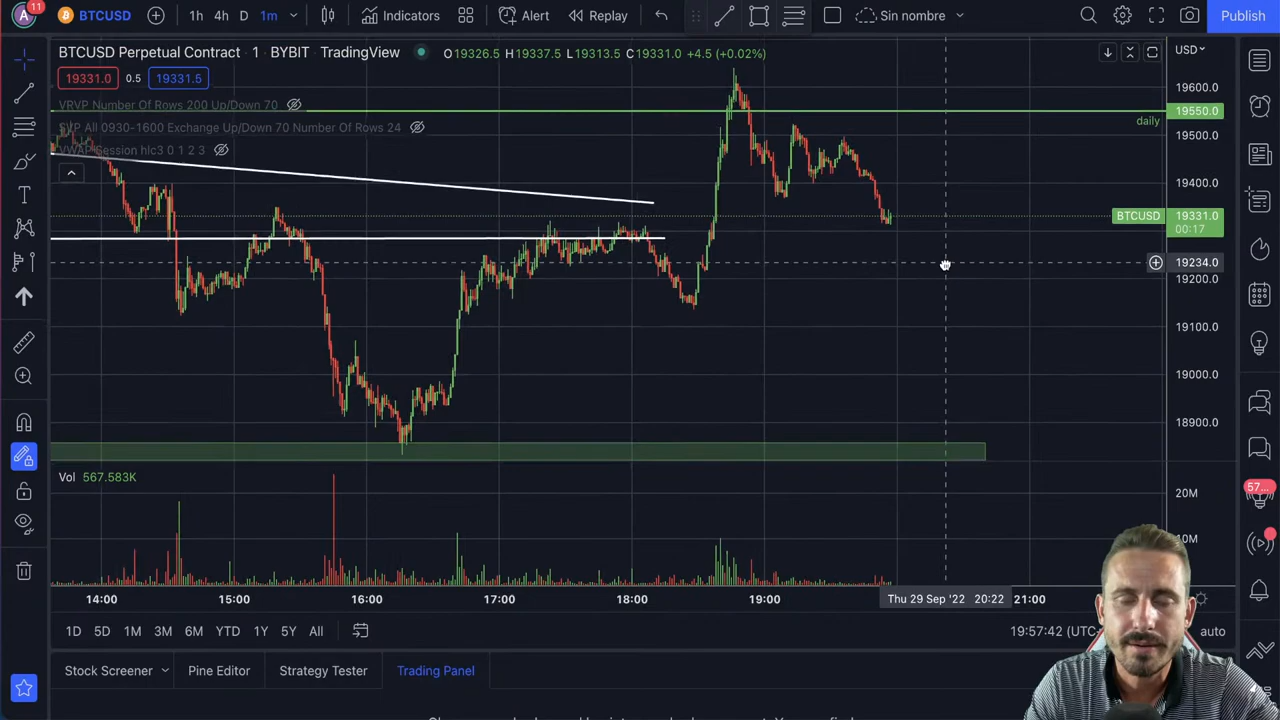 A 11
BTCUSD
1h 4h D 1m
Indicators
Alert
Replay
Sin nombre
Publish
BTCUSD Perpetual Contract · 1 · BYBIT · TradingView
O19326.5 H19337.5 L19313.5 C19331.0 +4.5 (+0.02%)
USD
19331.0 0.5 19331.5
VRVP Number Of Rows 200 Up/Down 70
SVP All 0930-1600 Exchange Up/Down 70 Number Of Rows 24
VWAP Session hlc3 0 1 2 3
19600.0
19550.0
daily
19500.0
19400.0
BTCUSD 19331.0
00:17
19234.0
19200.0
19100.0
19000.0
18900.0
Vol 567.583K
57...
20M
10M
14:00 15:00 16:00 17:00 18:00 19:00 Thu 29 Sep '22 20:22 21:00
1D 5D 1M 3M 6M YTD 1Y 5Y All
19:57:42 (UTC-
auto
Stock Screener
Pine Editor
Strategy Tester
Trading Panel